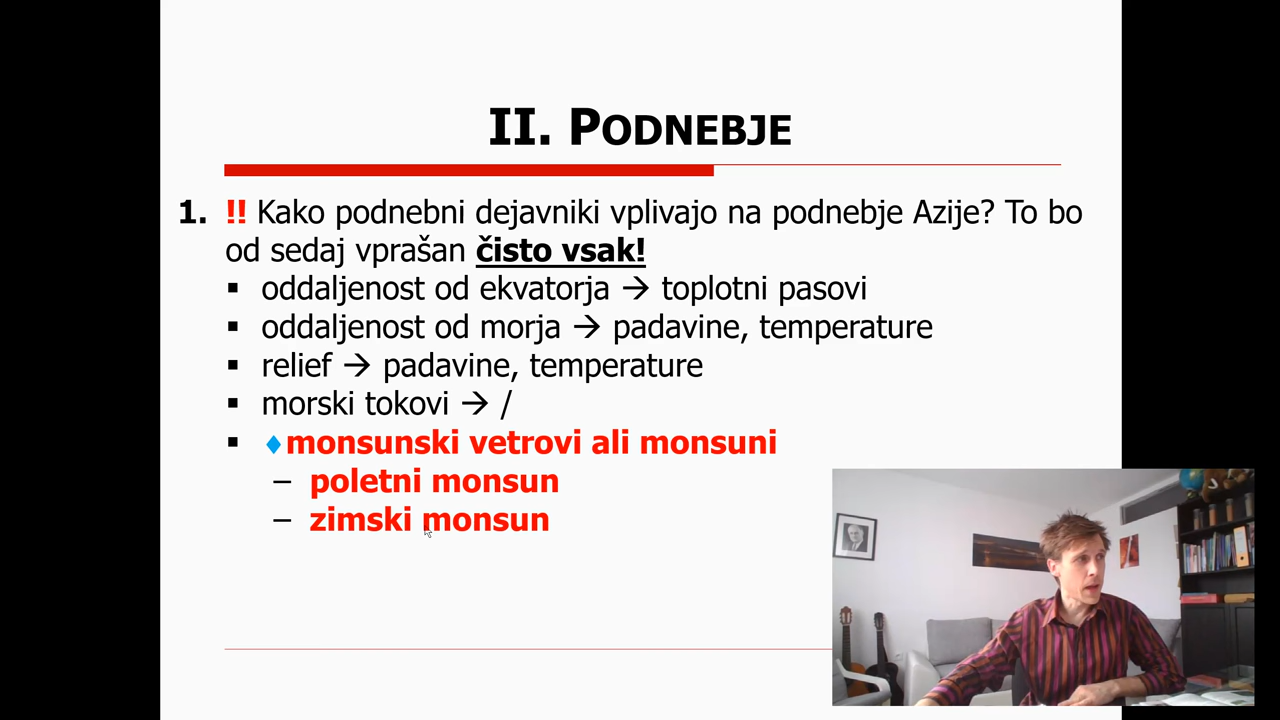 II. PODNEBJE
1. !! Kako podnebni dejavniki vplivajo na podnebje Azije? To bo
od sedaj vprašan čisto vsak!
▪ oddaljenost od ekvatorja → toplotni pasovi
▪ oddaljenost od morja → padavine, temperature
▪ relief → padavine, temperature
▪ morski tokovi → /
▪ ♦monsunski vetrovi ali monsuni
– poletni monsun
– zimski monsun